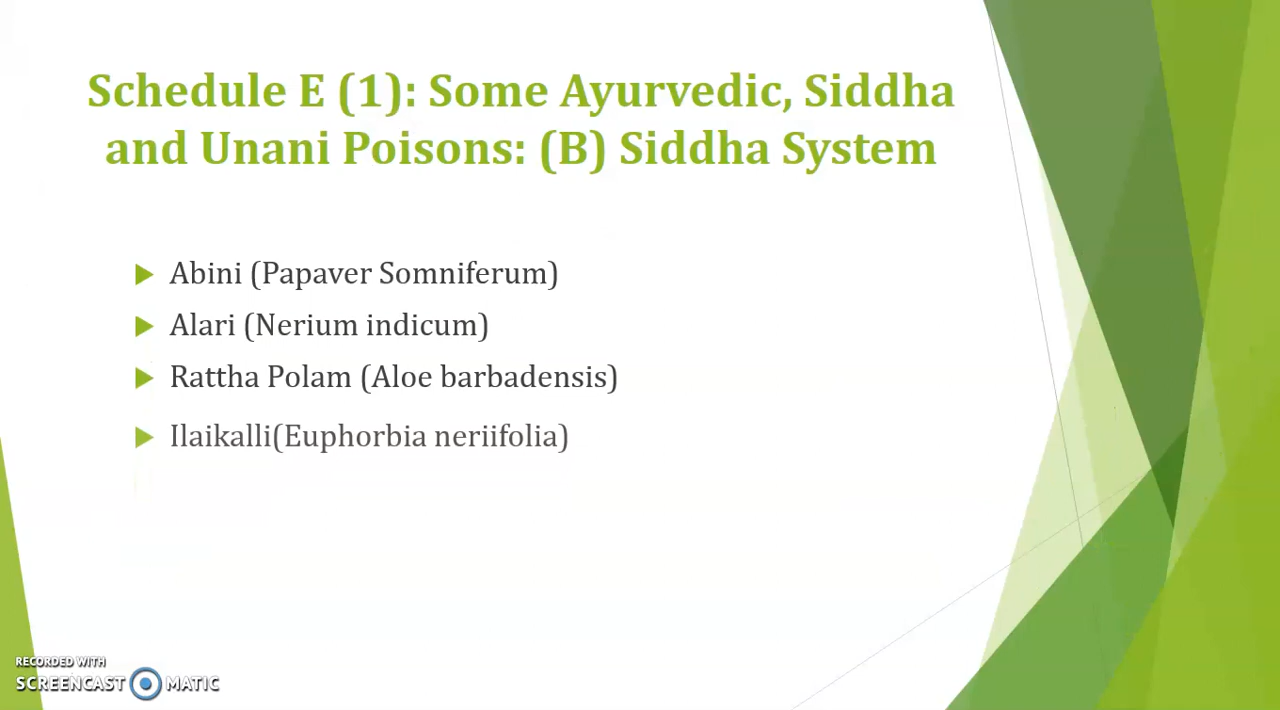 Schedule E (1): Some Ayurvedic, Siddha
and Unani Poisons: (B) Siddha System
Abini (Papaver Somniferum)
Alari (Nerium indicum)
Rattha Polam (Aloe barbadensis)
Ilaikalli(Euphorbia neriifolia)
RECORDED WITH
SCREENCAST MATIC